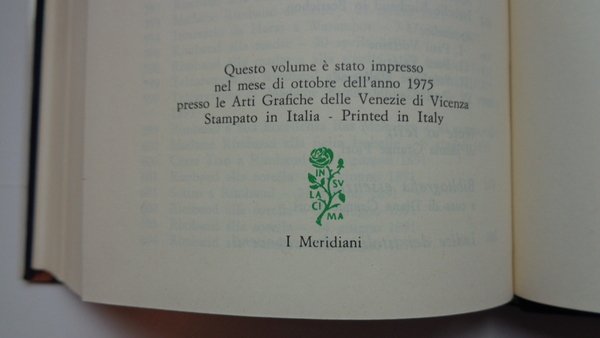 Questo volume è stato impresso
nel mese di ottobre dell'anno 1975
presso le Arti Grafiche delle Venezie di Vicenza
Stampato in Italia - Printed in Italy
IN
SV
LA
CI
MA
I Meridiani